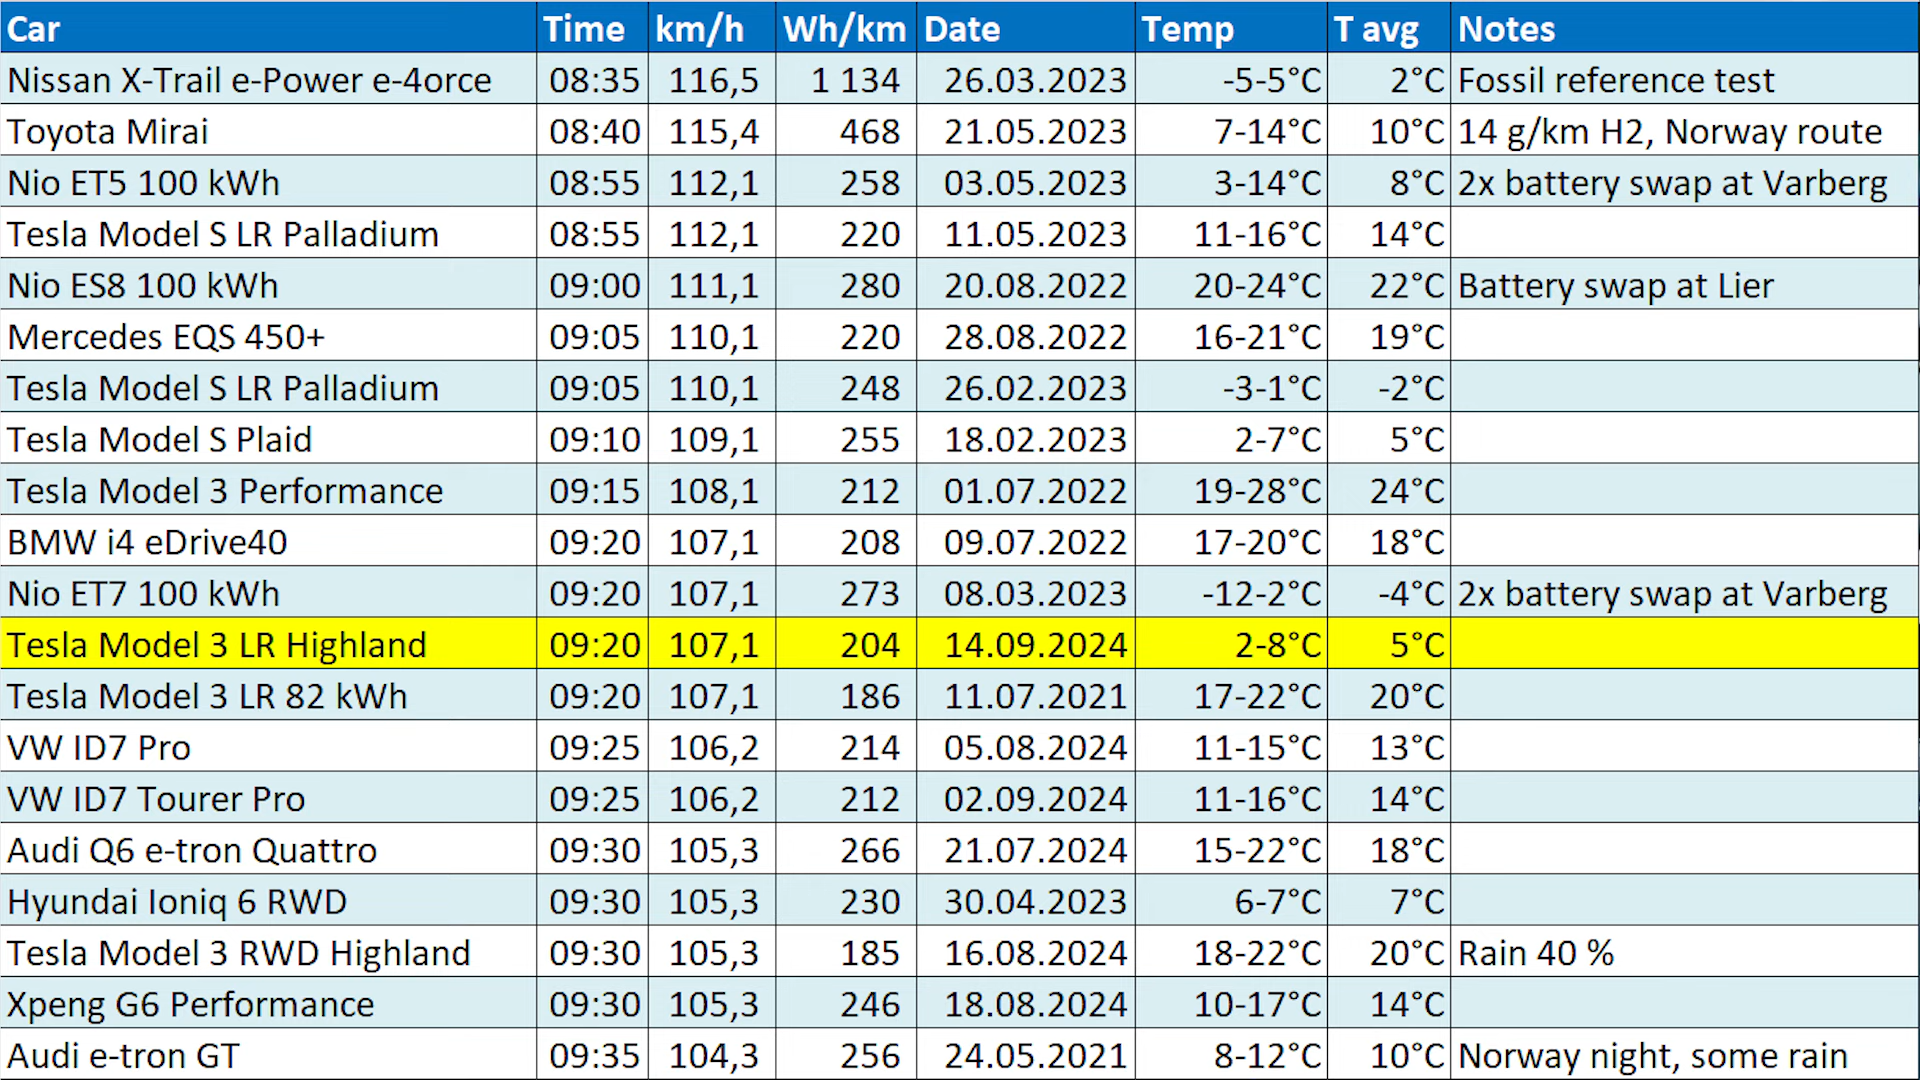 Car Time km/h Wh/km Date Temp T avg Notes
Nissan X-Trail e-Power e-4orce 08:35 116,5 1 134 26.03.2023 -5-5°C 2°C Fossil reference test
Toyota Mirai 08:40 115,4 468 21.05.2023 7-14°C 10°C 14 g/km H2, Norway route
Nio ET5 100 kWh 08:55 112,1 258 03.05.2023 3-14°C 8°C 2x battery swap at Varberg
Tesla Model S LR Palladium 08:55 112,1 220 11.05.2023 11-16°C 14°C
Nio ES8 100 kWh 09:00 111,1 280 20.08.2022 20-24°C 22°C Battery swap at Lier
Mercedes EQS 450+ 09:05 110,1 220 28.08.2022 16-21°C 19°C
Tesla Model S LR Palladium 09:05 110,1 248 26.02.2023 -3-1°C -2°C
Tesla Model S Plaid 09:10 109,1 255 18.02.2023 2-7°C 5°C
Tesla Model 3 Performance 09:15 108,1 212 01.07.2022 19-28°C 24°C
BMW i4 eDrive40 09:20 107,1 208 09.07.2022 17-20°C 18°C
Nio ET7 100 kWh 09:20 107,1 273 08.03.2023 -12-2°C -4°C 2x battery swap at Varberg
Tesla Model 3 LR Highland 09:20 107,1 204 14.09.2024 2-8°C 5°C
Tesla Model 3 LR 82 kWh 09:20 107,1 186 11.07.2021 17-22°C 20°C
VW ID7 Pro 09:25 106,2 214 05.08.2024 11-15°C 13°C
VW ID7 Tourer Pro 09:25 106,2 212 02.09.2024 11-16°C 14°C
Audi Q6 e-tron Quattro 09:30 105,3 266 21.07.2024 15-22°C 18°C
Hyundai Ioniq 6 RWD 09:30 105,3 230 30.04.2023 6-7°C 7°C
Tesla Model 3 RWD Highland 09:30 105,3 185 16.08.2024 18-22°C 20°C Rain 40 %
Xpeng G6 Performance 09:30 105,3 246 18.08.2024 10-17°C 14°C
Audi e-tron GT 09:35 104,3 256 24.05.2021 8-12°C 10°C Norway night, some rain